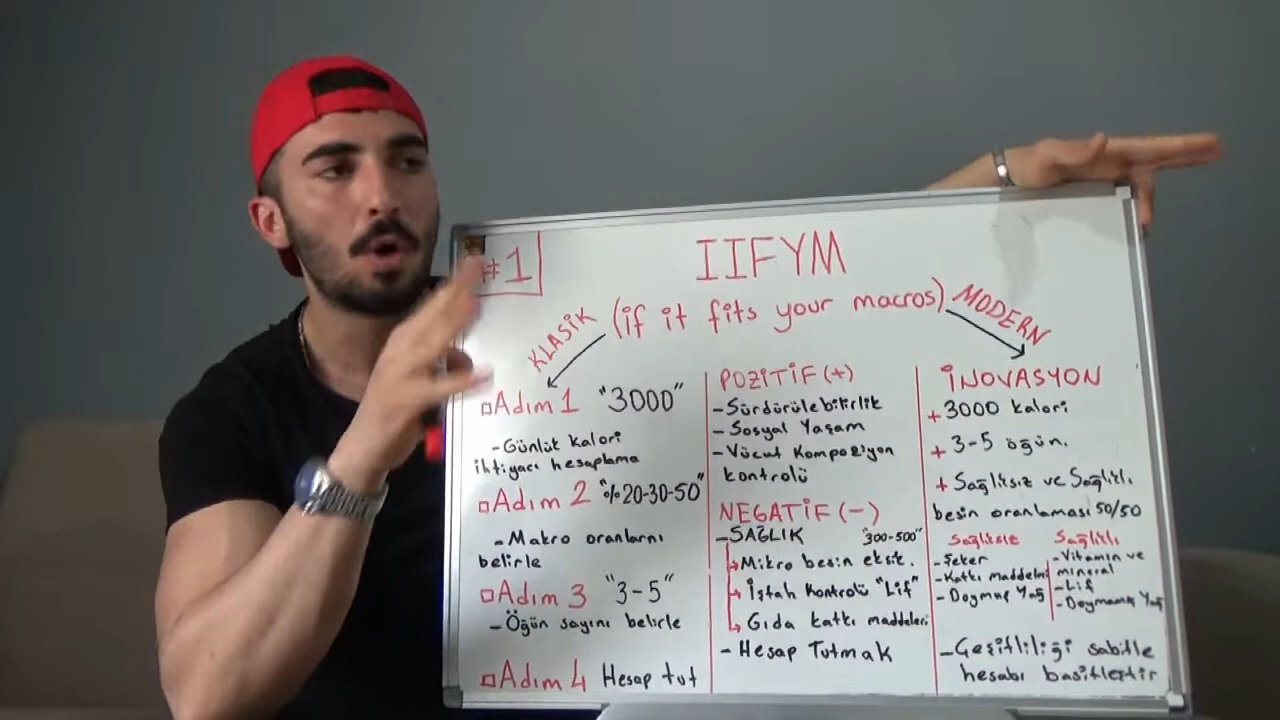 #1
IIFYM
(if it fits your macros)
KLASİK
MODERN
Adım 1 "3000"
-Günlük kalori
ihtiyacı hesaplama
Adım 2 "%20-30-50"
-Makro oranlarını
belirle
Adım 3 "3-5"
-Öğün sayını belirle
Adım 4 Hesap tut
POZİTİF (+)
-Sürdürülebilirlik
-Sosyal Yaşam
-Vücut Kompozisyon
kontrolü
NEGATİF (-)
-SAĞLIK "300-500"
Mikro besin eksik.
İştah Kontrolü "Lif"
Gıda katkı maddeleri
-Hesap Tutmak
İNOVASYON
+3000 kalori
+3-5 öğün.
+Sağlıksız ve Sağlıklı
besin oranlaması 50/50
Sağlıksız
-Şeker
-Katkı maddeleri
-Doymuş Yağ
Sağlıklı
-Vitamin ve
mineral
-Lif
-Doymamış Yağ
-Çeşitliliği sabitle
hesabı basitleştir